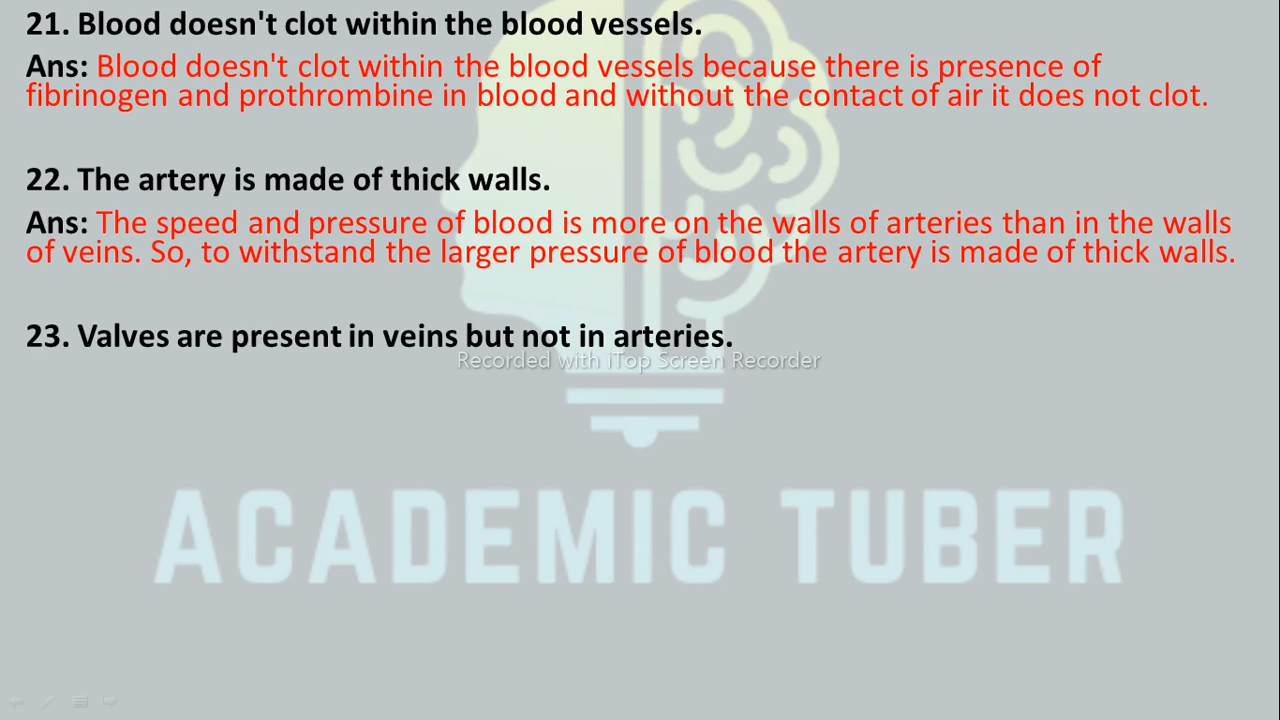 21. Blood doesn't clot within the blood vessels.
Ans: Blood doesn't clot within the blood vessels because there is presence of
fibrinogen and prothrombine in blood and without the contact of air it does not clot.
22. The artery is made of thick walls.
Ans: The speed and pressure of blood is more on the walls of arteries than in the walls
of veins. So, to withstand the larger pressure of blood the artery is made of thick walls.
23. Valves are present in veins but not in arteries.
Recorded with iTop Screen Recorder
ACADEMIC TUBER